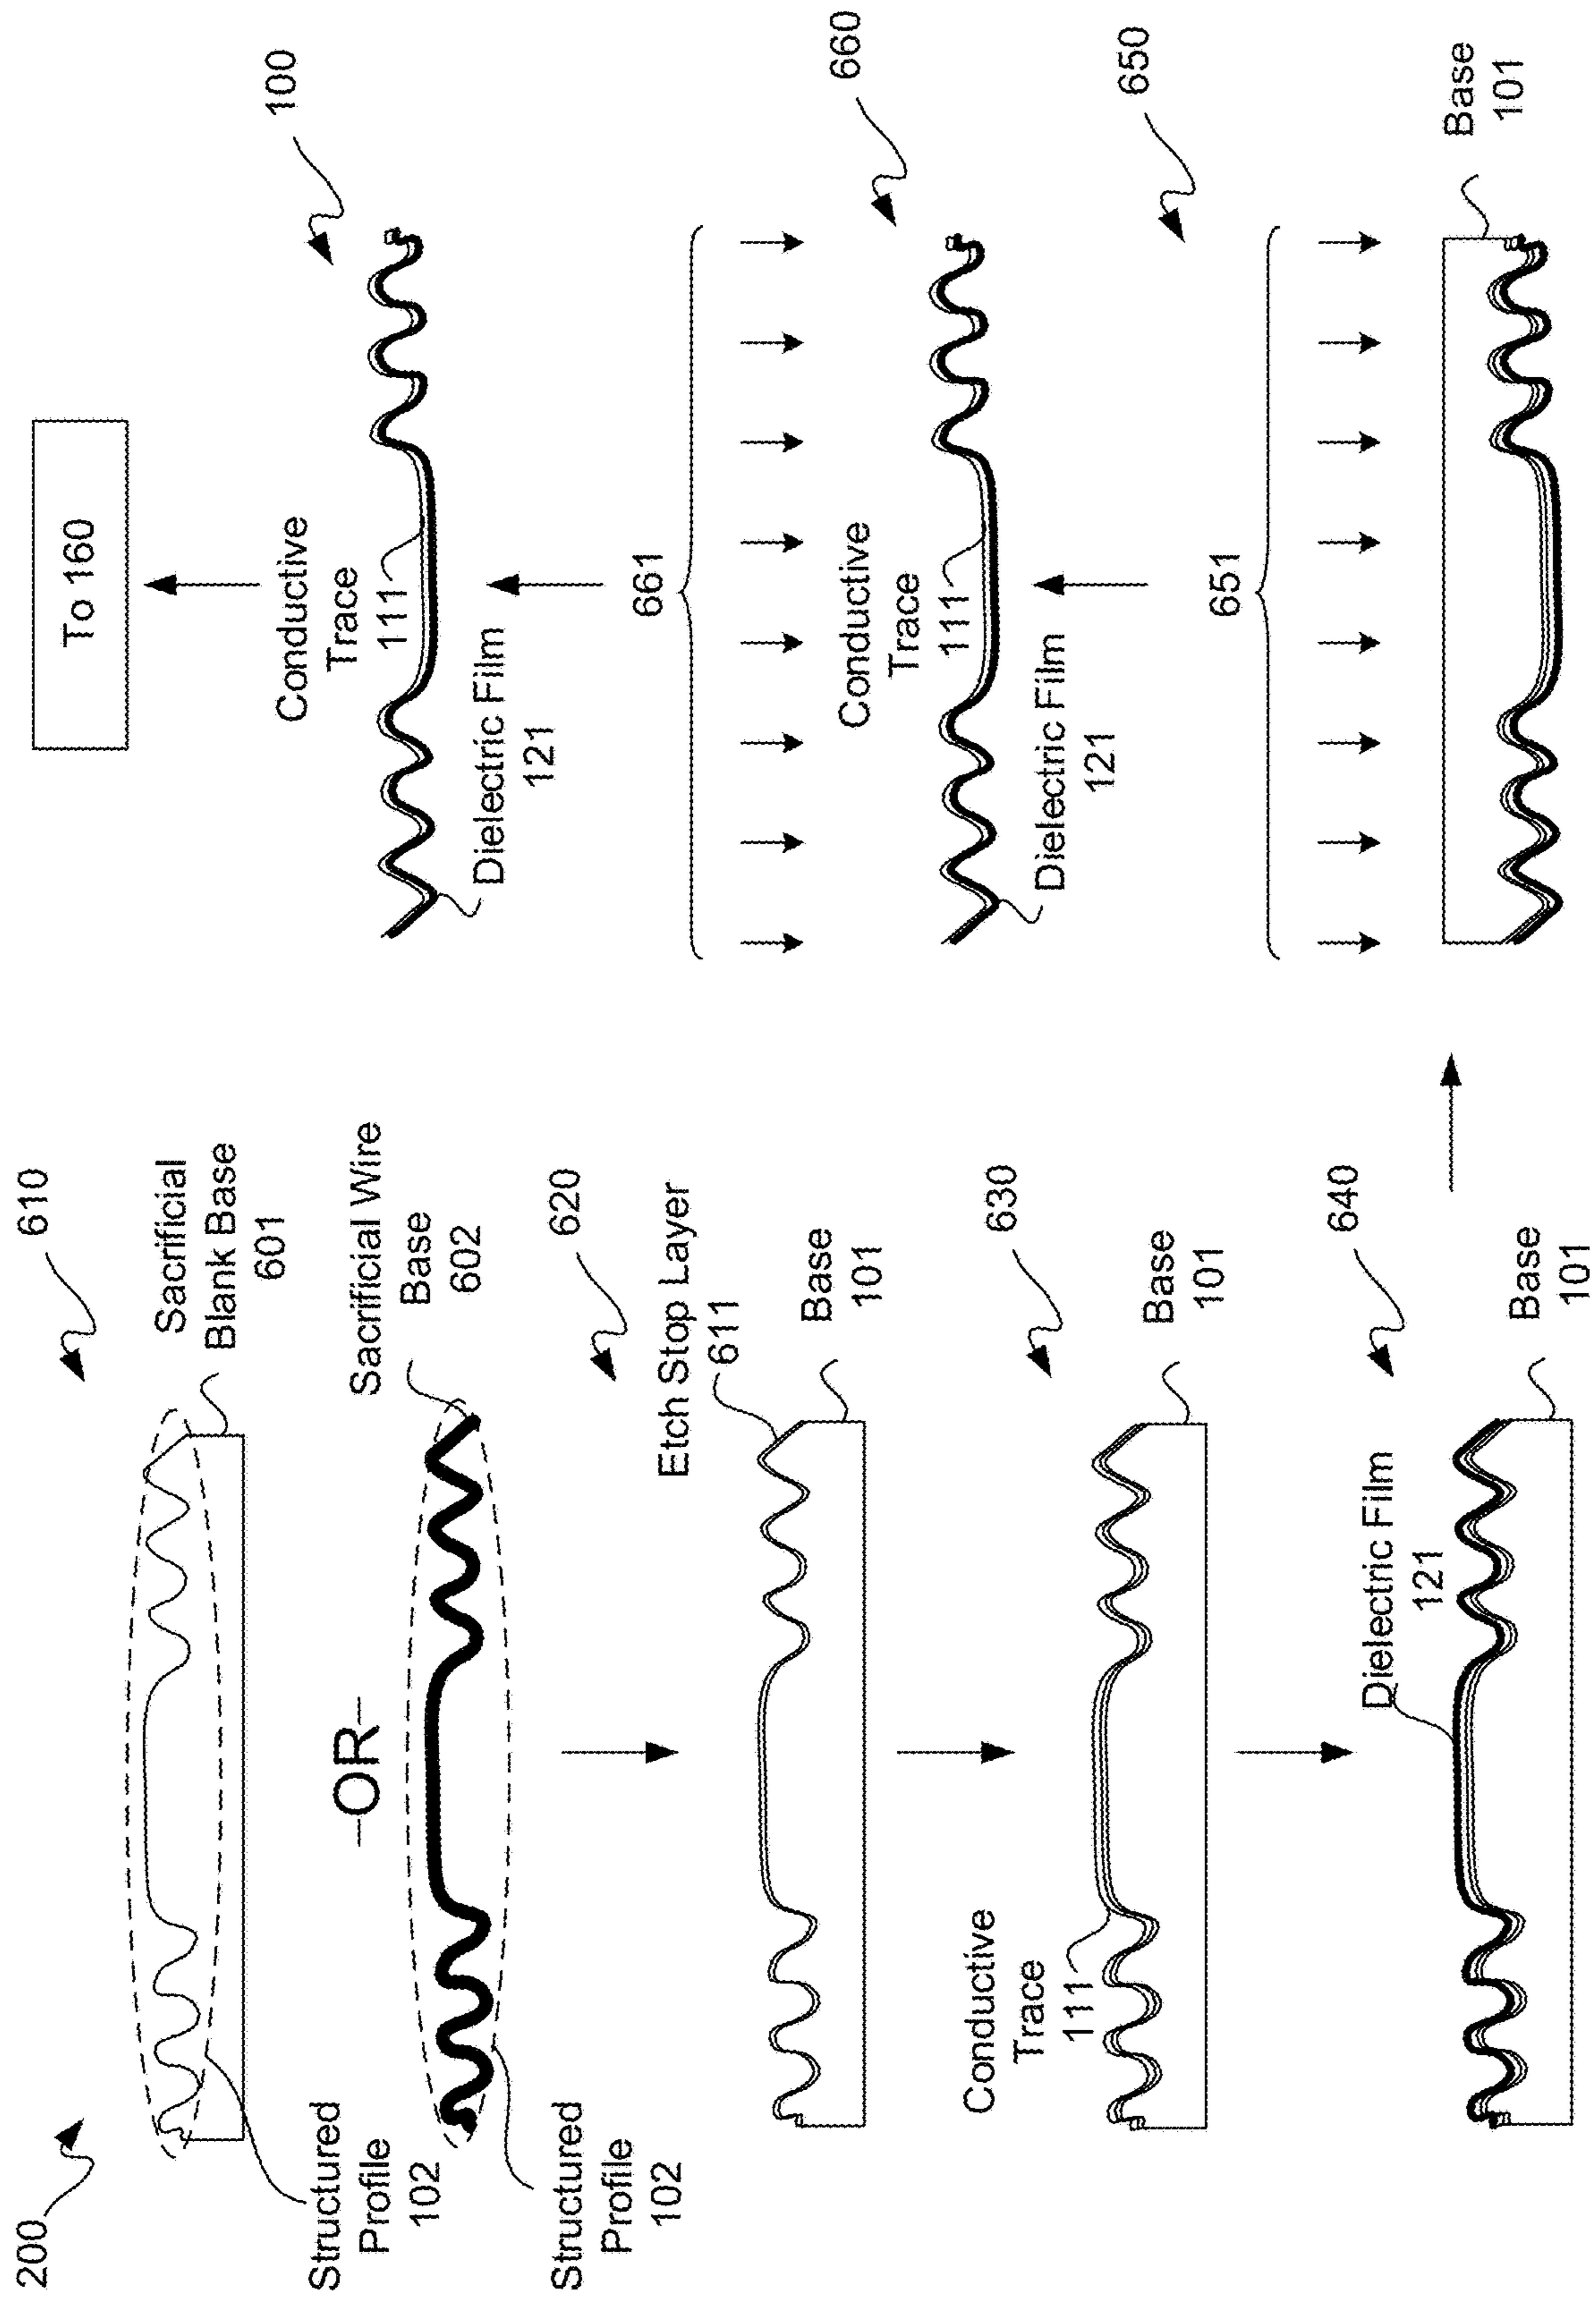 200
610
Structured
Profile
102
Sacrificial
Blank Base
601
–OR–
Structured
Profile
102
Sacrificial Wire
Base
602
620
Etch Stop Layer
611
Base
101
630
Conductive
Trace
111
Base
101
640
Dielectric Film
121
Base
101
650
651
Base
101
660
661
Conductive
Trace
111
Dielectric Film
121
100
Conductive
Trace
111
Dielectric Film
121
To 160